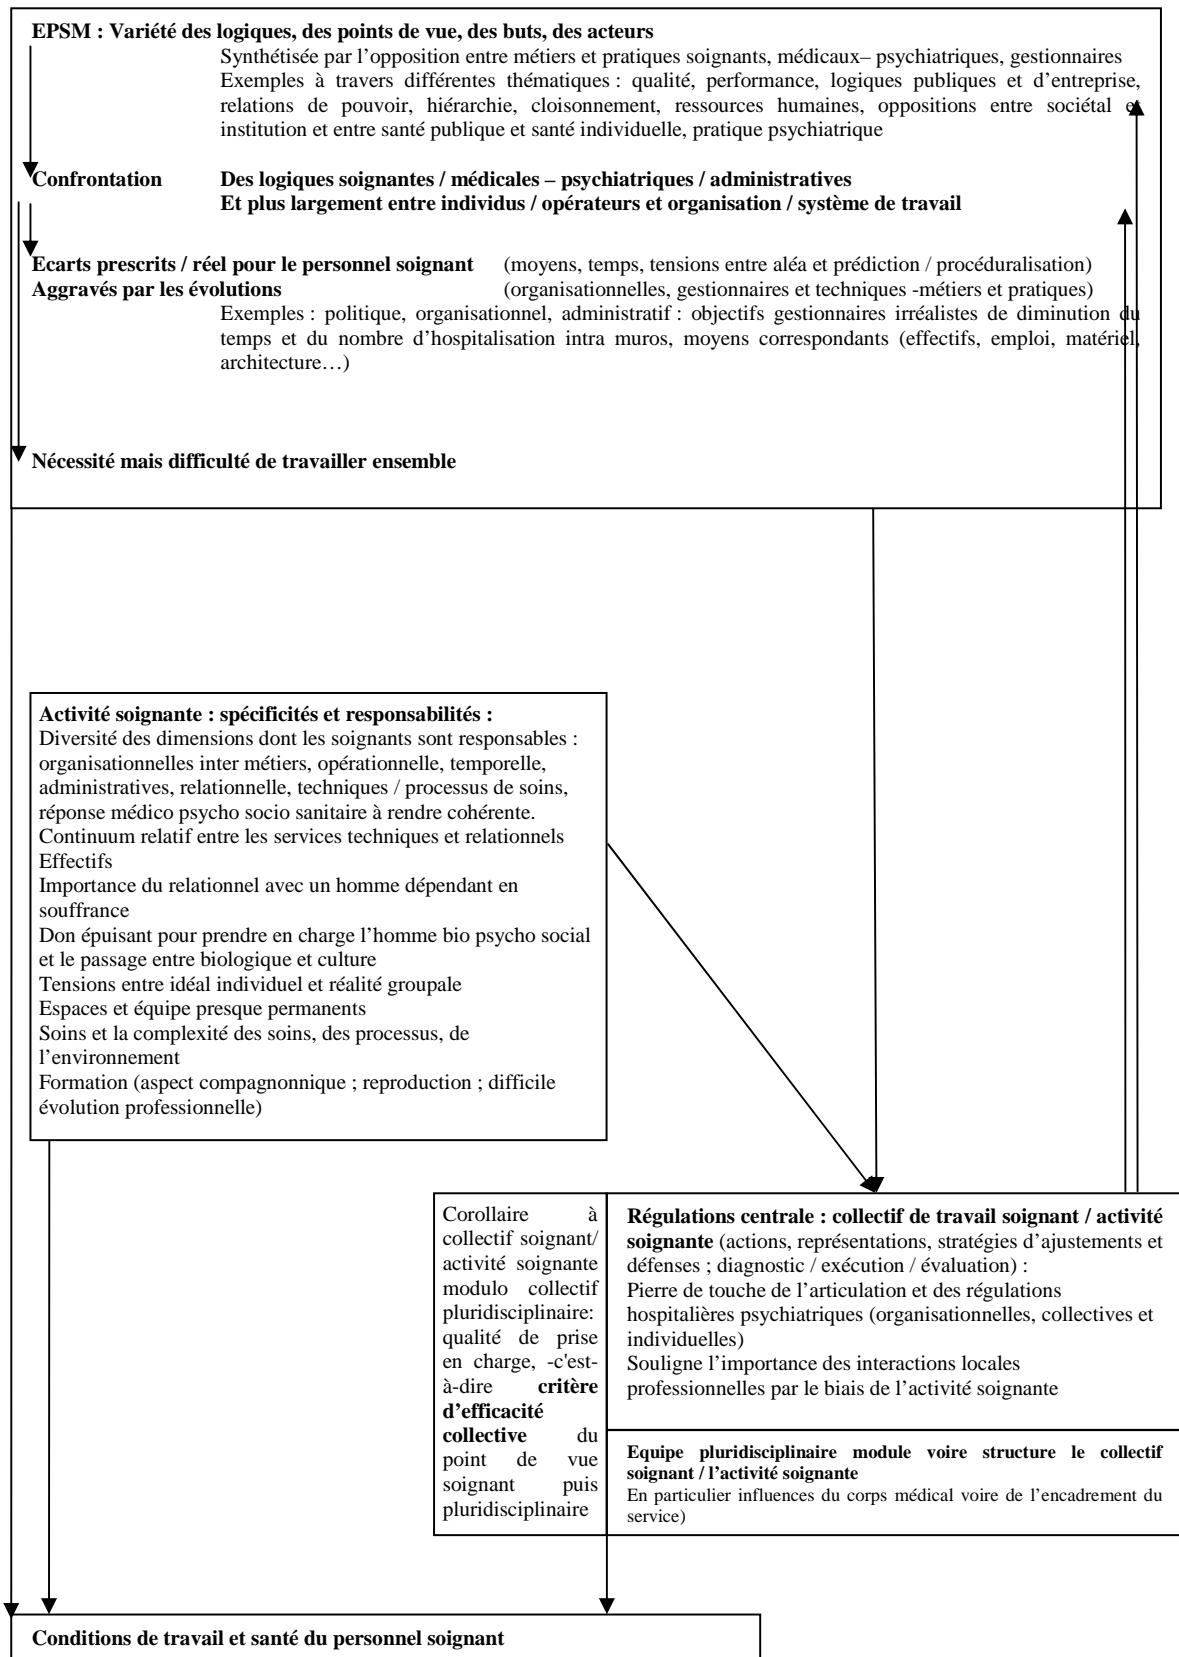 EPSM : Variété des logiques, des points de vue, des buts, des acteurs
Synthétisée par l’opposition entre métiers et pratiques soignants, médicaux– psychiatriques, gestionnaires
Exemples à travers différentes thématiques : qualité, performance, logiques publiques et d’entreprise,
relations de pouvoir, hiérarchie, cloisonnement, ressources humaines, oppositions entre sociétal et
institution et entre santé publique et santé individuelle, pratique psychiatrique
Confrontation Des logiques soignantes / médicales – psychiatriques / administratives
Et plus largement entre individus / opérateurs et organisation / système de travail
Ecarts prescrits / réel pour le personnel soignant (moyens, temps, tensions entre aléa et prédiction / procéduralisation)
Aggravés par les évolutions (organisationnelles, gestionnaires et techniques -métiers et pratiques)
Exemples : politique, organisationnel, administratif : objectifs gestionnaires irréalistes de diminution du
temps et du nombre d’hospitalisation intra muros, moyens correspondants (effectifs, emploi, matériel,
architecture…)
Nécessité mais difficulté de travailler ensemble
Activité soignante : spécificités et responsabilités :
Diversité des dimensions dont les soignants sont responsables :
organisationnelles inter métiers, opérationnelle, temporelle,
administratives, relationnelle, techniques / processus de soins,
réponse médico psycho socio sanitaire à rendre cohérente.
Continuum relatif entre les services techniques et relationnels
Effectifs
Importance du relationnel avec un homme dépendant en
souffrance
Don épuisant pour prendre en charge l’homme bio psycho social
et le passage entre biologique et culture
Tensions entre idéal individuel et réalité groupale
Espaces et équipe presque permanents
Soins et la complexité des soins, des processus, de
l’environnement
Formation (aspect compagnonnique ; reproduction ; difficile
évolution professionnelle)
Corollaire à
collectif soignant/
activité soignante
modulo collectif
pluridisciplinaire:
qualité de prise
en charge, -c'est-
à-dire critère
d’efficacité
collective du
point de vue
soignant puis
pluridisciplinaire
Régulations centrale : collectif de travail soignant / activité
soignante (actions, représentations, stratégies d’ajustements et
défenses ; diagnostic / exécution / évaluation) :
Pierre de touche de l’articulation et des régulations
hospitalières psychiatriques (organisationnelles, collectives et
individuelles)
Souligne l’importance des interactions locales
professionnelles par le biais de l’activité soignante
Equipe pluridisciplinaire module voire structure le collectif
soignant / l’activité soignante
En particulier influences du corps médical voire de l’encadrement du
service)
Conditions de travail et santé du personnel soignant